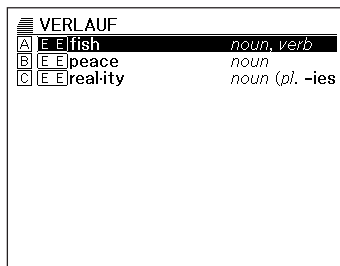 VERLAUF
A E E fish noun, verb
B E E peace noun
C E E real·ity noun (pl. -ies